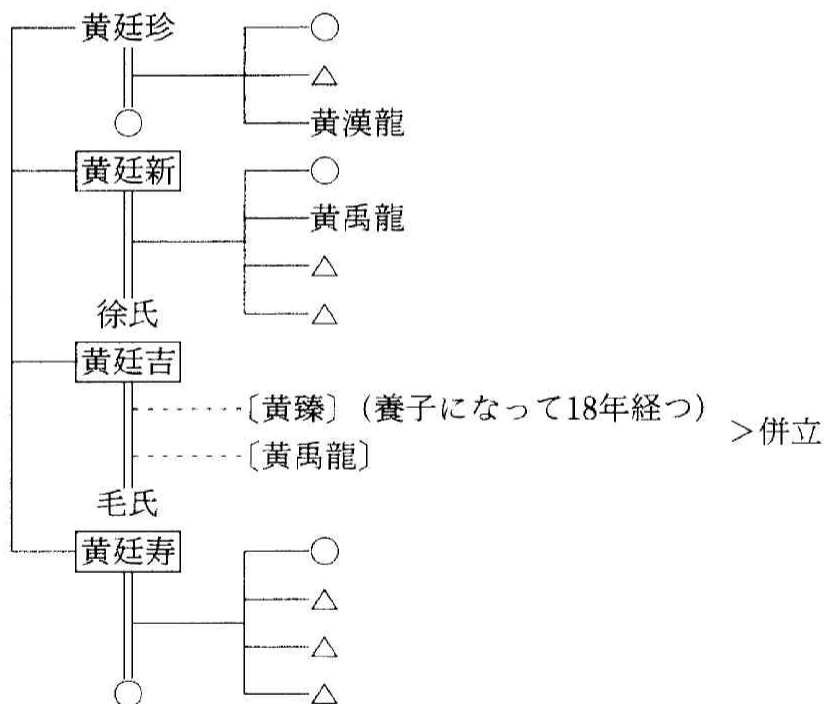 黄廷珍
黄漢龍
黄廷新
黄禹龍
徐氏
黄廷吉
〔黄臻〕（養子になって18年経つ）
＞併立
〔黄禹龍〕
毛氏
黄廷寿